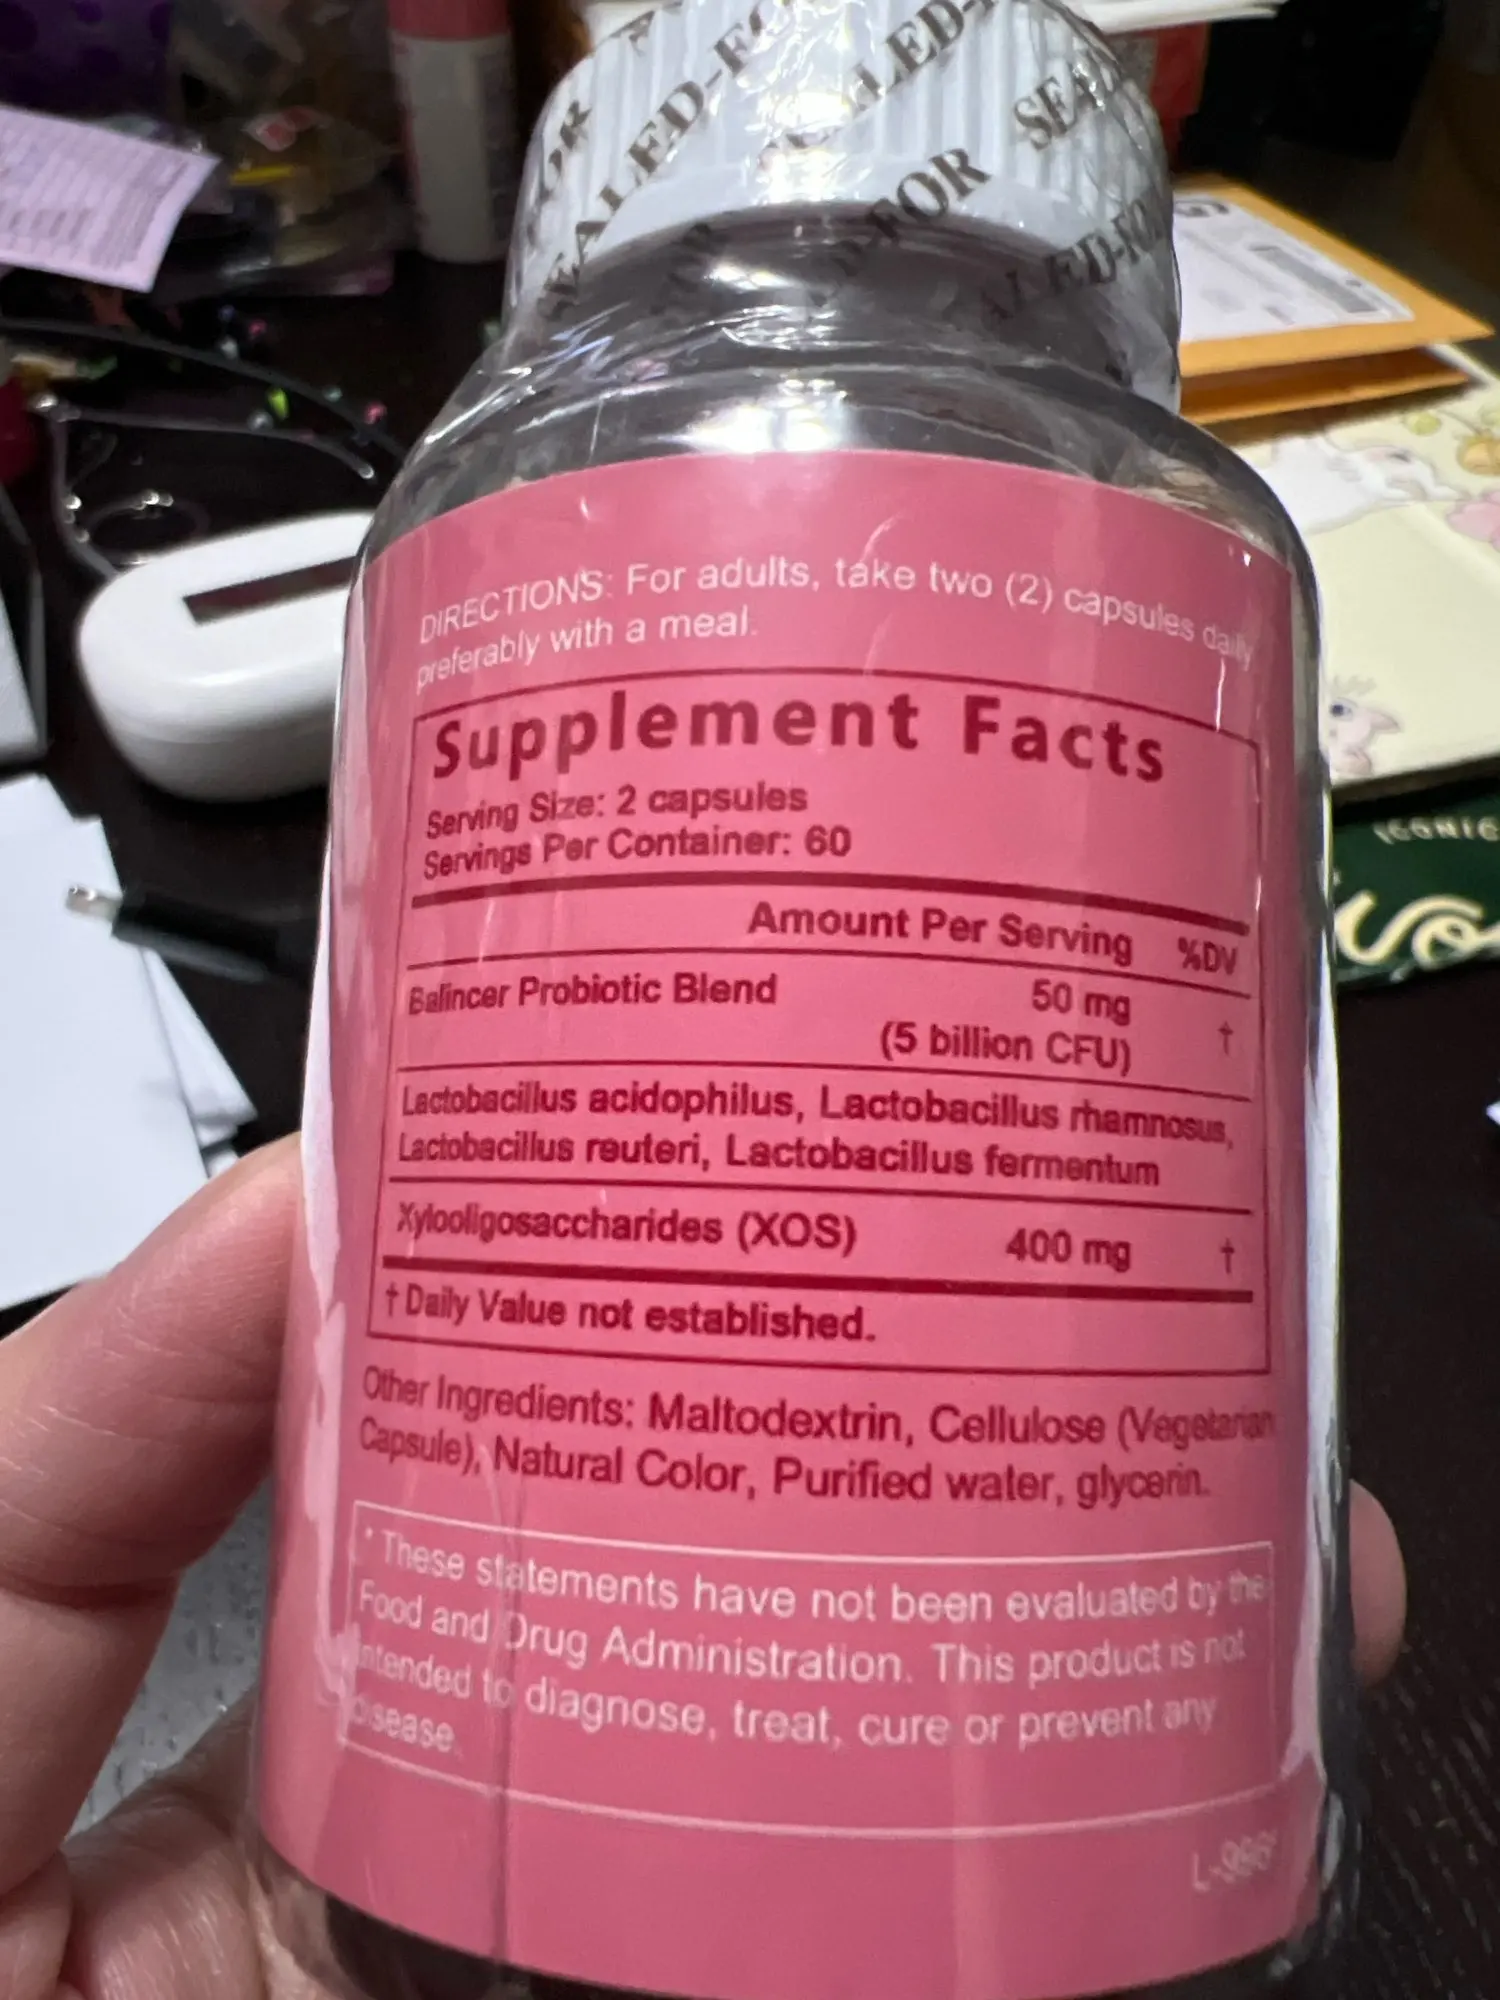 SEALED-FOR
DIRECTIONS: For adults, take two (2) capsules daily
preferably with a meal.
Supplement Facts
Serving Size: 2 capsules
Servings Per Container: 60
Amount Per Serving %DV
Balincer Probiotic Blend 50 mg
(5 billion CFU) †
Lactobacillus acidophilus, Lactobacillus rhamnosus,
Lactobacillus reuteri, Lactobacillus fermentum
Xylooligosaccharides (XOS) 400 mg †
† Daily Value not established.
Other Ingredients: Maltodextrin, Cellulose (Vegetarian
Capsule), Natural Color, Purified water, glycerin.
* These statements have not been evaluated by the
Food and Drug Administration. This product is not
intended to diagnose, treat, cure or prevent any
disease.
ICONIC